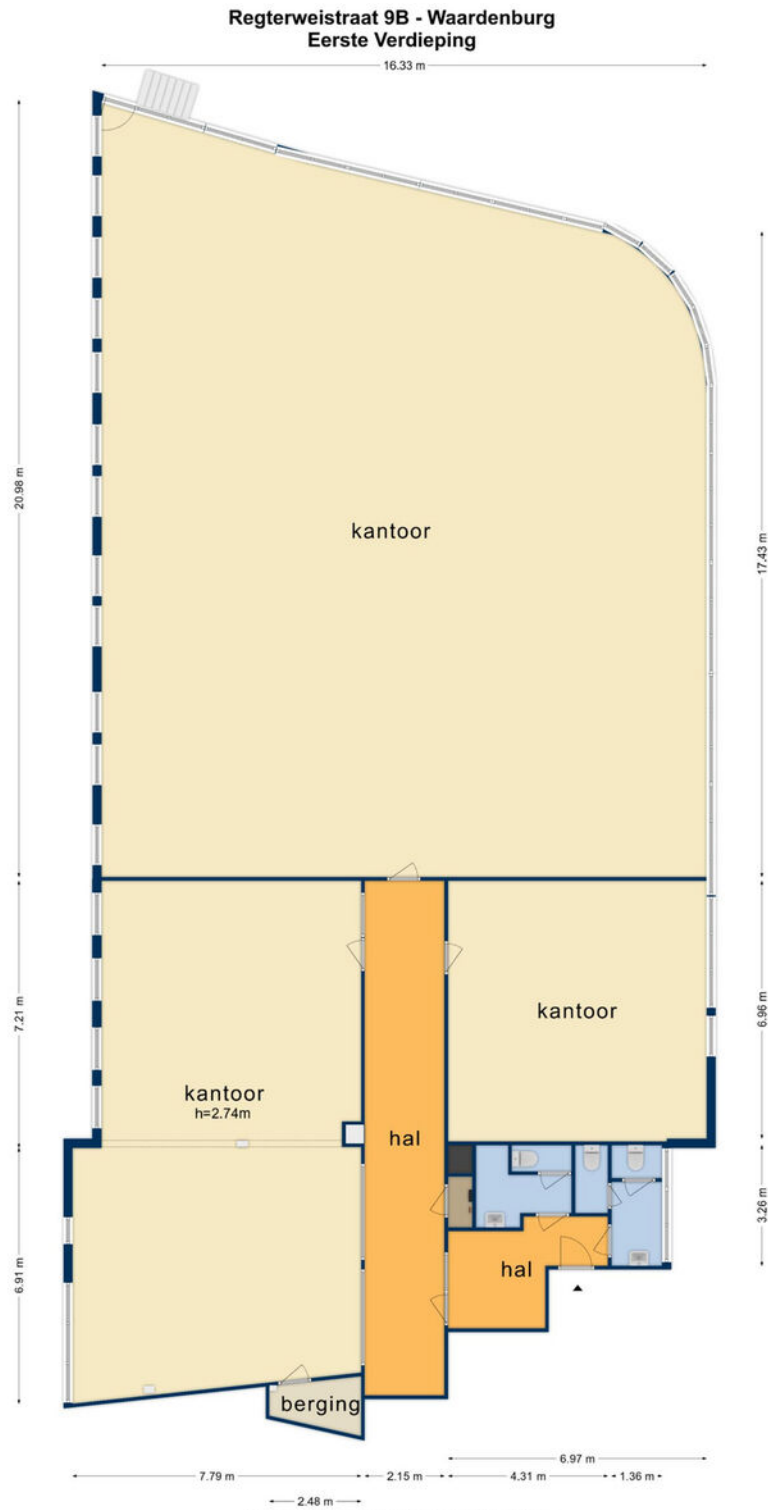 Regterweistraat 9B - Waardenburg
Eerste Verdieping
16.33 m
20.98 m
17.43 m
kantoor
7.21 m
6.96 m
kantoor
kantoor
h=2.74m
hal
3.26 m
6.91 m
hal
berging
6.97 m
7.79 m
2.15 m
4.31 m
1.36 m
2.48 m